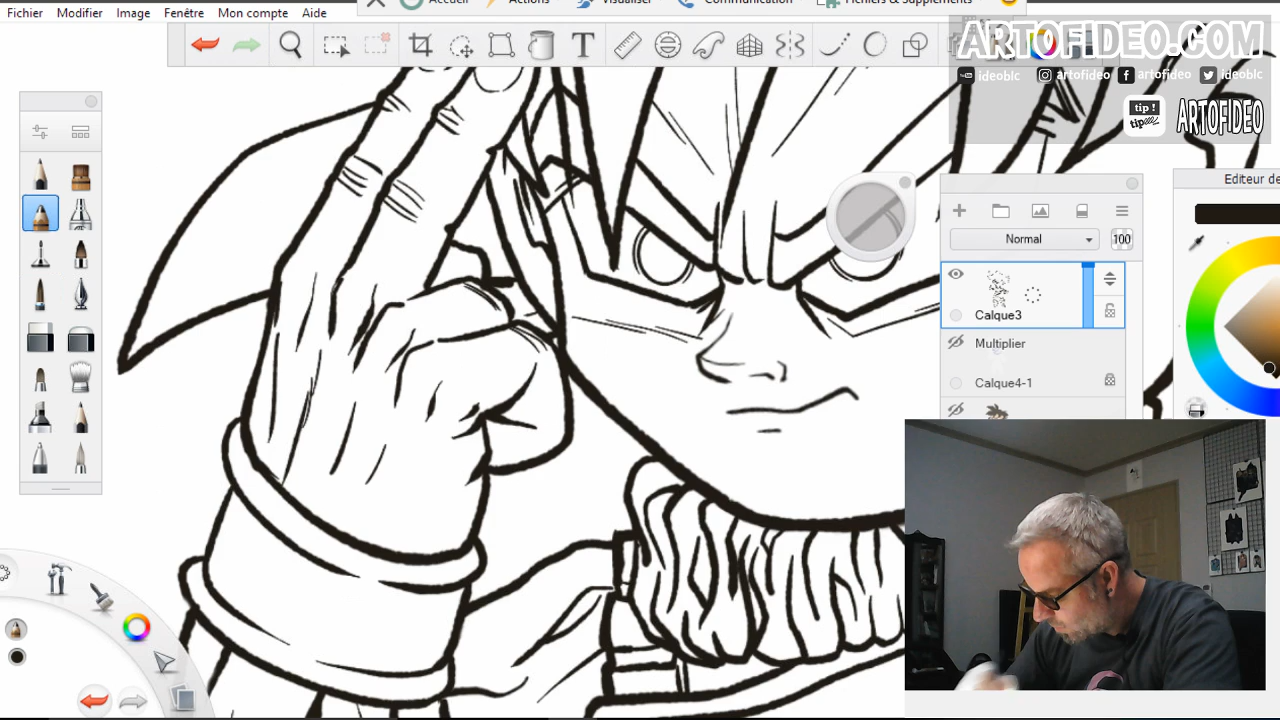 Accueil Actions Visualiser Communication Fichiers & Suppléments
Fichier Modifier Image Fenêtre Mon compte Aide
ARTOFIDEO.COM
ideoblc artofideo artofideo ideoblc
tip !
tip
ARTOFIDEO
T
Editeur de
Normal 100
Calque3
Multiplier
Calque4-1